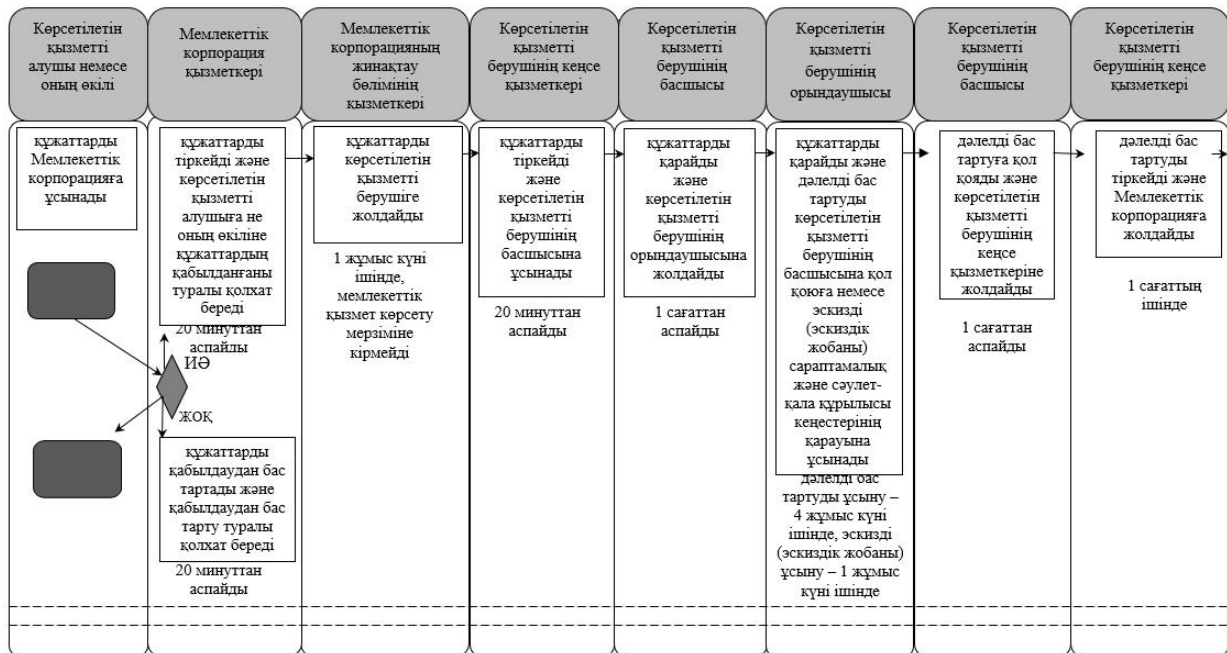 Көрсетілетін
қызметті
алушы немесе
оның өкілі
Мемлекеттік
корпорация
қызметкері
Мемлекеттік
корпорацияның
жинақтау
бөлімінің
қызметкері
Көрсетілетін
қызметті
берушінің кеңсе
қызметкері
Көрсетілетін
қызметті
берушінің
басшысы
Көрсетілетін
қызметті
берушінің
орындаушысы
Көрсетілетін
қызметті
берушінің
басшысы
Көрсетілетін
қызметті
берушінің кеңсе
қызметкері
құжаттарды
Мемлекеттік
корпорацияға
ұсынады
құжаттарды
тіркейді және
көрсетілетін
қызметті
алушыға не
оның өкіліне
құжаттардың
қабылданғаны
туралы қолхат
береді
20 минуттан
аспайды
ИӘ
ЖОҚ
құжаттарды
қабылдаудан бас
тартады және
қабылдаудан бас
тарту туралы
қолхат береді
20 минуттан
аспайды
құжаттарды
көрсетілетін
қызметті
берушіге
жолдайды
1 жұмыс күні
ішінде,
мемлекеттік
қызмет көрсету
мерзіміне
кірмейді
құжаттарды
тіркейді
және
көрсетілетін
қызметті
берушінің
басшысына
ұсынады
20 минуттан
аспайды
құжаттарды
қарайды
және
көрсетілетін
қызметті
берушінің
орындаушысына
жолдайды
1 сағаттан
аспайды
құжаттарды
қарайды және
дәлелді бас
тартуды
көрсетілетін
қызметті
берушінің
басшысына қол
қоюға немесе
эскизді
(эскиздік
жобаны)
сараптамалық
және сәулет-
қала құрылысы
кеңестерінің
қарауына
ұсынады
дәлелді бас
тартуды ұсыну –
4 жұмыс күні
ішінде, эскизді
(эскиздік жобаны)
ұсыну – 1 жұмыс
күні ішінде
дәлелді бас
тартуға қол
қояды және
көрсетілетін
қызметті
берушінің
кеңсе
қызметкеріне
жолдайды
1 сағаттан
аспайды
дәлелді бас
тартуды
тіркейді және
Мемлекеттік
корпорацияға
жолдайды
1 сағаттың
ішінде